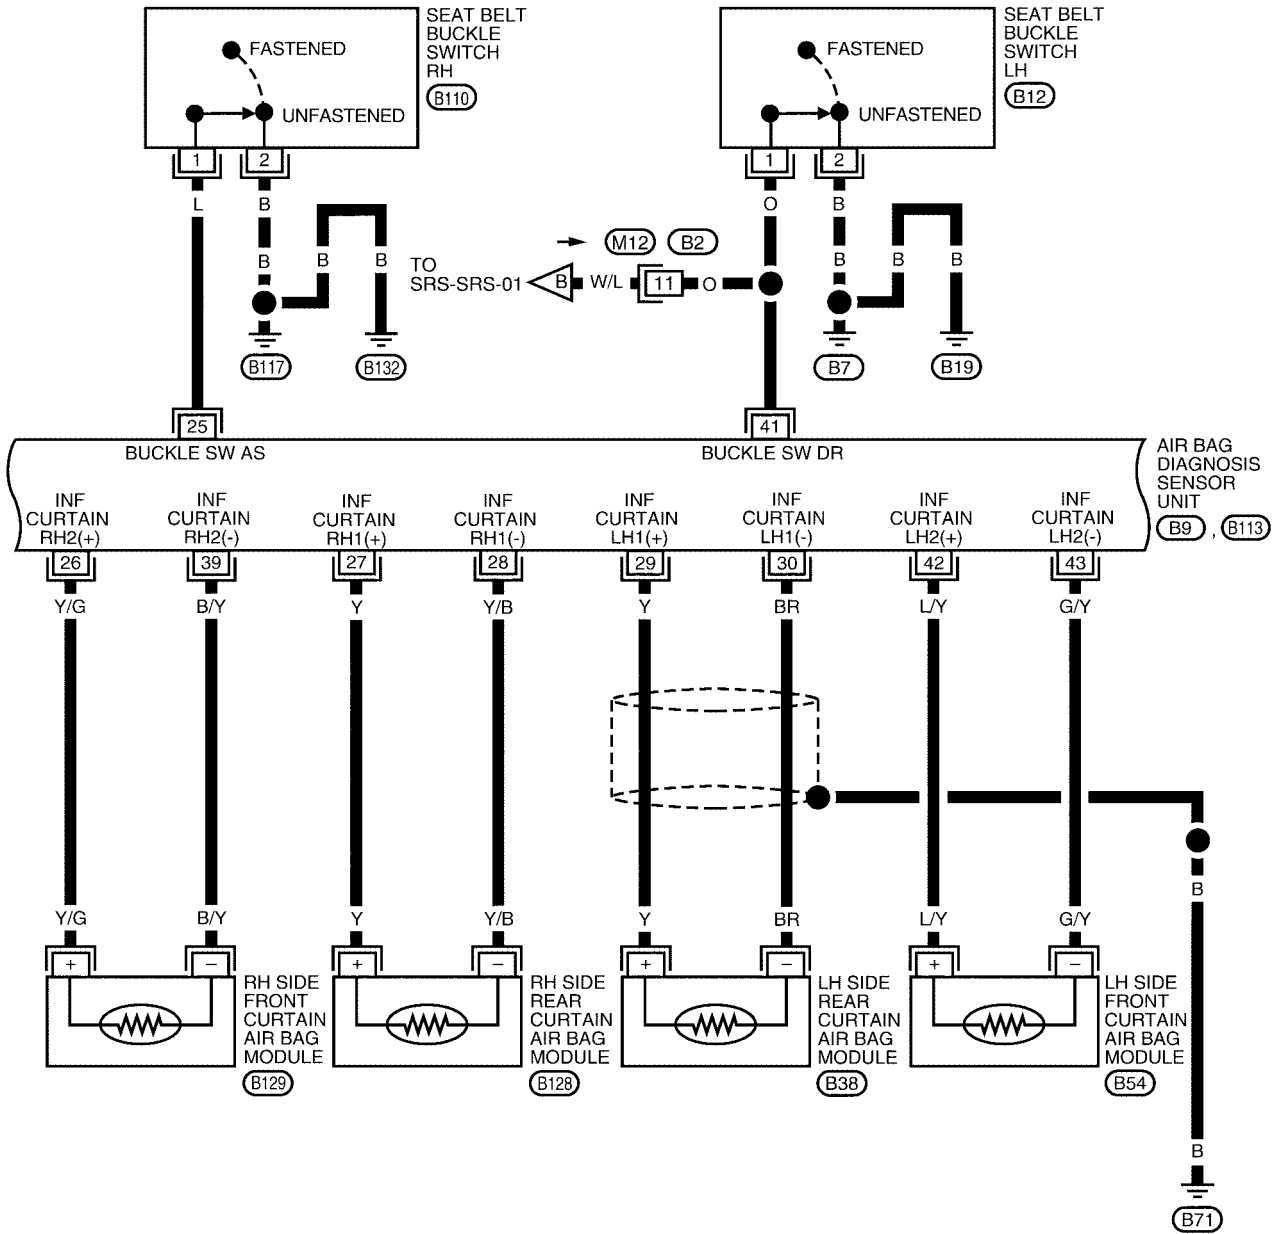 SEAT BELT
BUCKLE
SWITCH
RH
B110
FASTENED
UNFASTENED
1
2
SEAT BELT
BUCKLE
SWITCH
LH
B12
FASTENED
UNFASTENED
1
2
L
B
B
B
B
B117
B132
TO
SRS-SRS-01
B
W/L
M12
B2
11
O
O
B
B
B
B
B7
B19
25
41
BUCKLE SW AS
BUCKLE SW DR
AIR BAG
DIAGNOSIS
SENSOR
UNIT
B9 , B113
INF
CURTAIN
RH2(+)
INF
CURTAIN
RH2(-)
INF
CURTAIN
RH1(+)
INF
CURTAIN
RH1(-)
INF
CURTAIN
LH1(+)
INF
CURTAIN
LH1(-)
INF
CURTAIN
LH2(+)
INF
CURTAIN
LH2(-)
26
39
27
28
29
30
42
43
Y/G
B/Y
Y
Y/B
Y
BR
L/Y
G/Y
B
Y/G
B/Y
Y
Y/B
Y
BR
L/Y
G/Y
+
−
+
−
+
−
+
−
RH SIDE
FRONT
CURTAIN
AIR BAG
MODULE
B129
RH SIDE
REAR
CURTAIN
AIR BAG
MODULE
B128
LH SIDE
REAR
CURTAIN
AIR BAG
MODULE
B38
LH SIDE
FRONT
CURTAIN
AIR BAG
MODULE
B54
B
B71